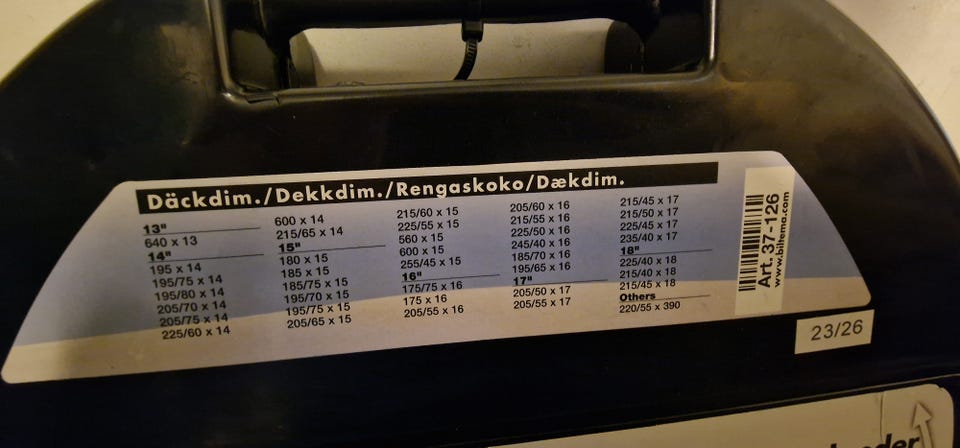 Däckdim./Dekkdim./Rengaskoko/Dækdim.
13"
640 x 13
14"
195 x 14
195/75 x 14
195/80 x 14
205/70 x 14
205/75 x 14
225/60 x 14
600 x 14
215/65 x 14
15"
180 x 15
185 x 15
185/75 x 15
195/70 x 15
195/75 x 15
205/65 x 15
215/60 x 15
225/55 x 15
560 x 15
600 x 15
255/45 x 15
16"
175/75 x 16
175 x 16
205/55 x 16
205/60 x 16
215/55 x 16
225/50 x 16
245/40 x 16
185/70 x 16
195/65 x 16
17"
205/50 x 17
205/55 x 17
215/45 x 17
215/50 x 17
225/45 x 17
235/40 x 17
18"
225/40 x 18
215/40 x 18
215/45 x 18
Others
220/55 x 390
Art. 37-126
www.biltema.com
23/26